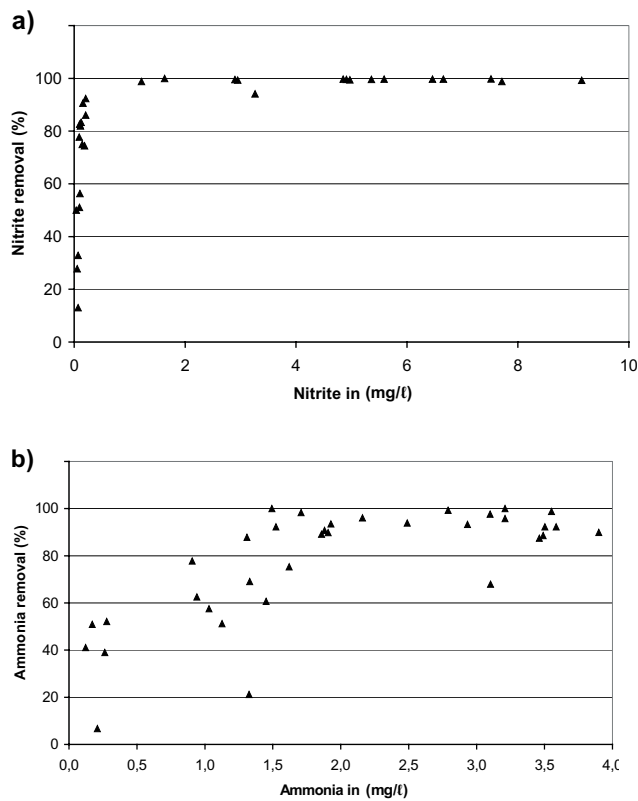 a)
Nitrite removal (%)
100
80
60
40
20
0
0 2 4 6 8 10
Nitrite in (mg/ℓ)
b)
Ammonia removal (%)
100
80
60
40
20
0
0,0 0,5 1,0 1,5 2,0 2,5 3,0 3,5 4,0
Ammonia in (mg/ℓ)